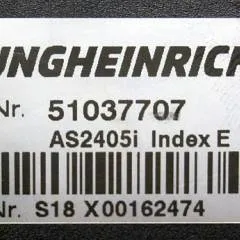 UNGHEINRICH
Nr. 51037707
AS2405i Index E
Nr. S18 X00162474